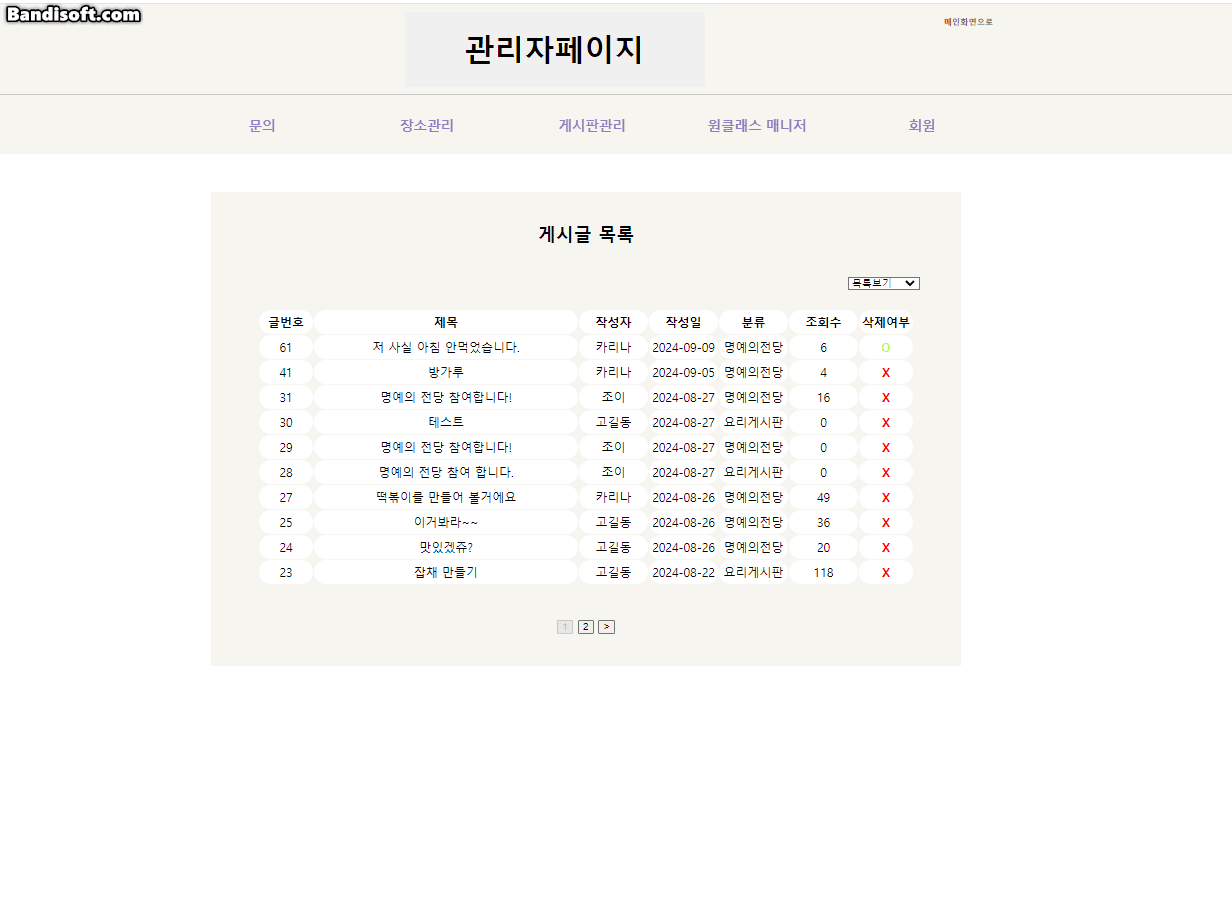 Bandisoft.com
메인화면으로
관리자페이지
문의 장소관리 게시판관리 원클래스 매니저 회원
게시글 목록
목록보기
글번호 제목 작성자 작성일 분류 조회수 삭제여부
61 저 사실 아침 안먹었습니다. 카리나 2024-09-09 명예의전당 6 O
41 방가루 카리나 2024-09-05 명예의전당 4 X
31 명예의 전당 참여합니다! 조이 2024-08-27 명예의전당 16 X
30 테스트 고길동 2024-08-27 요리게시판 0 X
29 명예의 전당 참여합니다! 조이 2024-08-27 명예의전당 0 X
28 명예의 전당 참여 합니다. 조이 2024-08-27 요리게시판 0 X
27 떡볶이를 만들어 볼거에요 카리나 2024-08-26 명예의전당 49 X
25 이거봐라~~ 고길동 2024-08-26 명예의전당 36 X
24 맛있겠쥬? 고길동 2024-08-26 명예의전당 20 X
23 잡채 만들기 고길동 2024-08-22 요리게시판 118 X
1 2 >